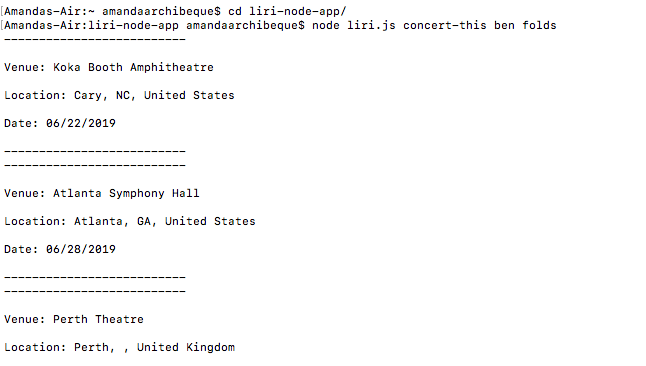 [Amandas-Air:~ amandaarchibeque$ cd liri-node-app/
[Amandas-Air:liri-node-app amandaarchibeque$ node liri.js concert-this ben folds
--------------------------
Venue: Koka Booth Amphitheatre
Location: Cary, NC, United States
Date: 06/22/2019
--------------------------
--------------------------
Venue: Atlanta Symphony Hall
Location: Atlanta, GA, United States
Date: 06/28/2019
--------------------------
--------------------------
Venue: Perth Theatre
Location: Perth, , United Kingdom